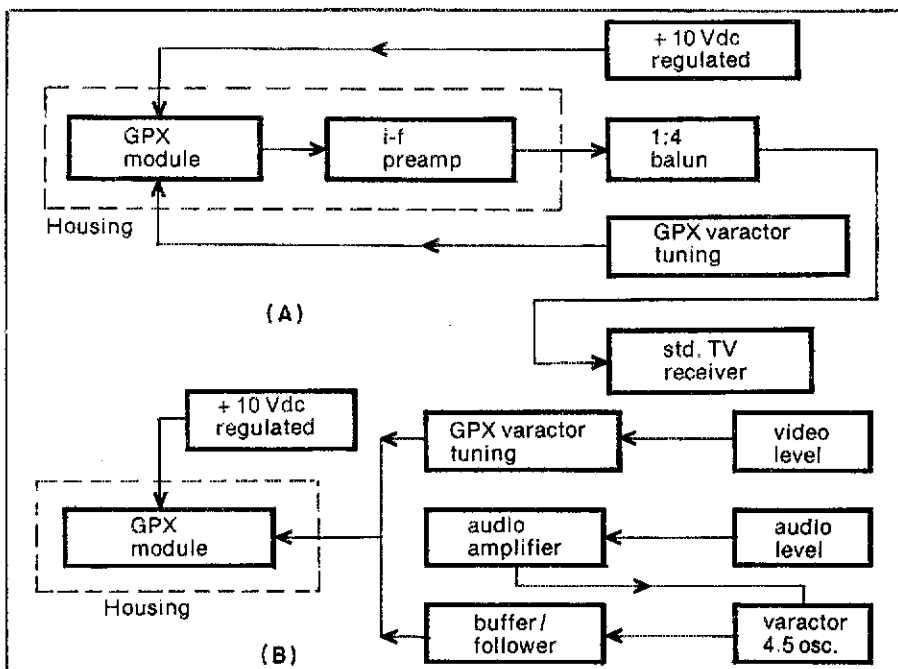 + 10 Vdc
regulated
GPX
module
i-f
preamp
1:4
balun
Housing
GPX varactor
tuning
(A)
std. TV
receiver
+ 10 Vdc
regulated
GPX varactor
tuning
video
level
GPX
module
audio
amplifier
audio
level
Housing
buffer/
follower
varactor
4.5 osc.
(B)